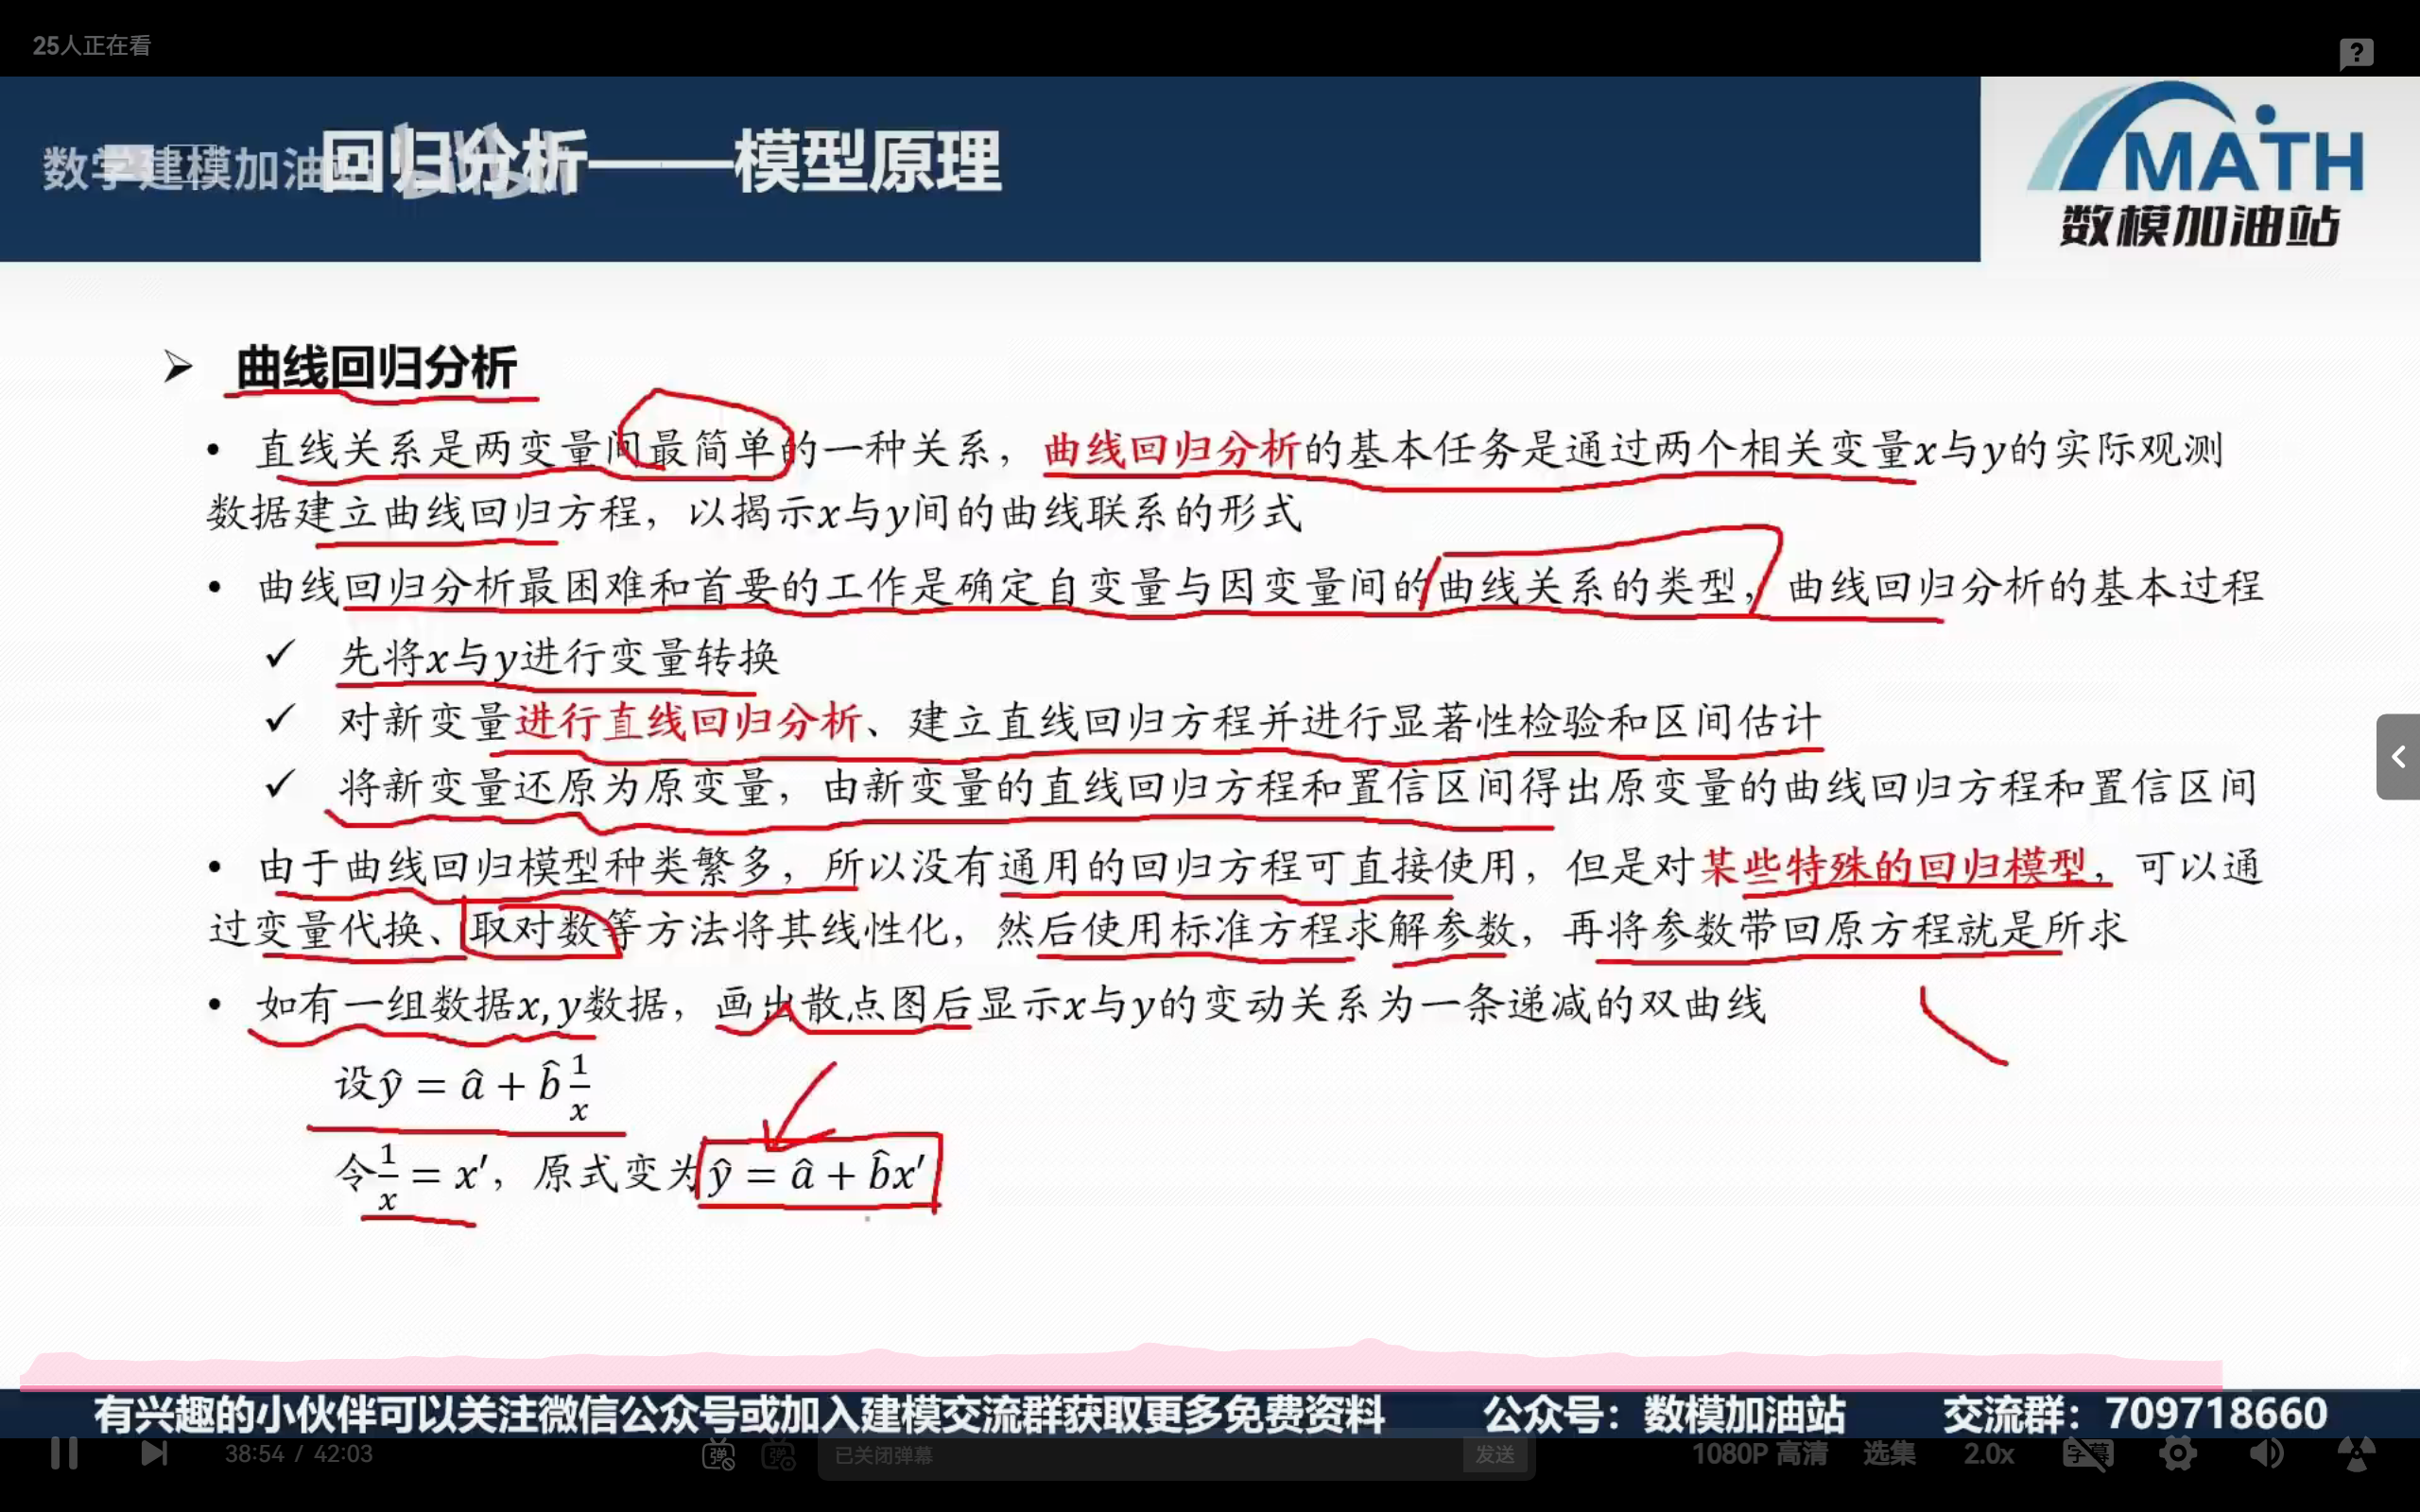 25人正在看
数学建模加油
回归分析——模型原理
MATH
数模加油站
➢ 曲线回归分析
• 直线关系是两变量间最简单的一种关系，曲线回归分析的基本任务是通过两个相关变量x与y的实际观测
数据建立曲线回归方程，以揭示x与y间的曲线联系的形式
• 曲线回归分析最困难和首要的工作是确定自变量与因变量间的曲线关系的类型，曲线回归分析的基本过程
✓ 先将x与y进行变量转换
✓ 对新变量进行直线回归分析、建立直线回归方程并进行显著性检验和区间估计
✓ 将新变量还原为原变量，由新变量的直线回归方程和置信区间得出原变量的曲线回归方程和置信区间
• 由于曲线回归模型种类繁多，所以没有通用的回归方程可直接使用，但是对某些特殊的回归模型，可以通
过变量代换、取对数等方法将其线性化，然后使用标准方程求解参数，再将参数带回原方程就是所求
• 如有一组数据x,y数据，画出散点图后显示x与y的变动关系为一条递减的双曲线
设ŷ = â + b̂ 1/x
令1/x = x′，原式变为ŷ = â + b̂x′
有兴趣的小伙伴可以关注微信公众号或加入建模交流群获取更多免费资料 公众号：数模加油站 交流群：709718660
38:54 / 42:03 弹 弹 已关闭弹幕 发送 1080P 高清 选集 2.0x 字幕